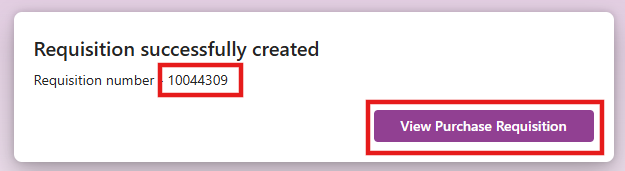 Requisition successfully created
Requisition number - 10044309
View Purchase Requisition